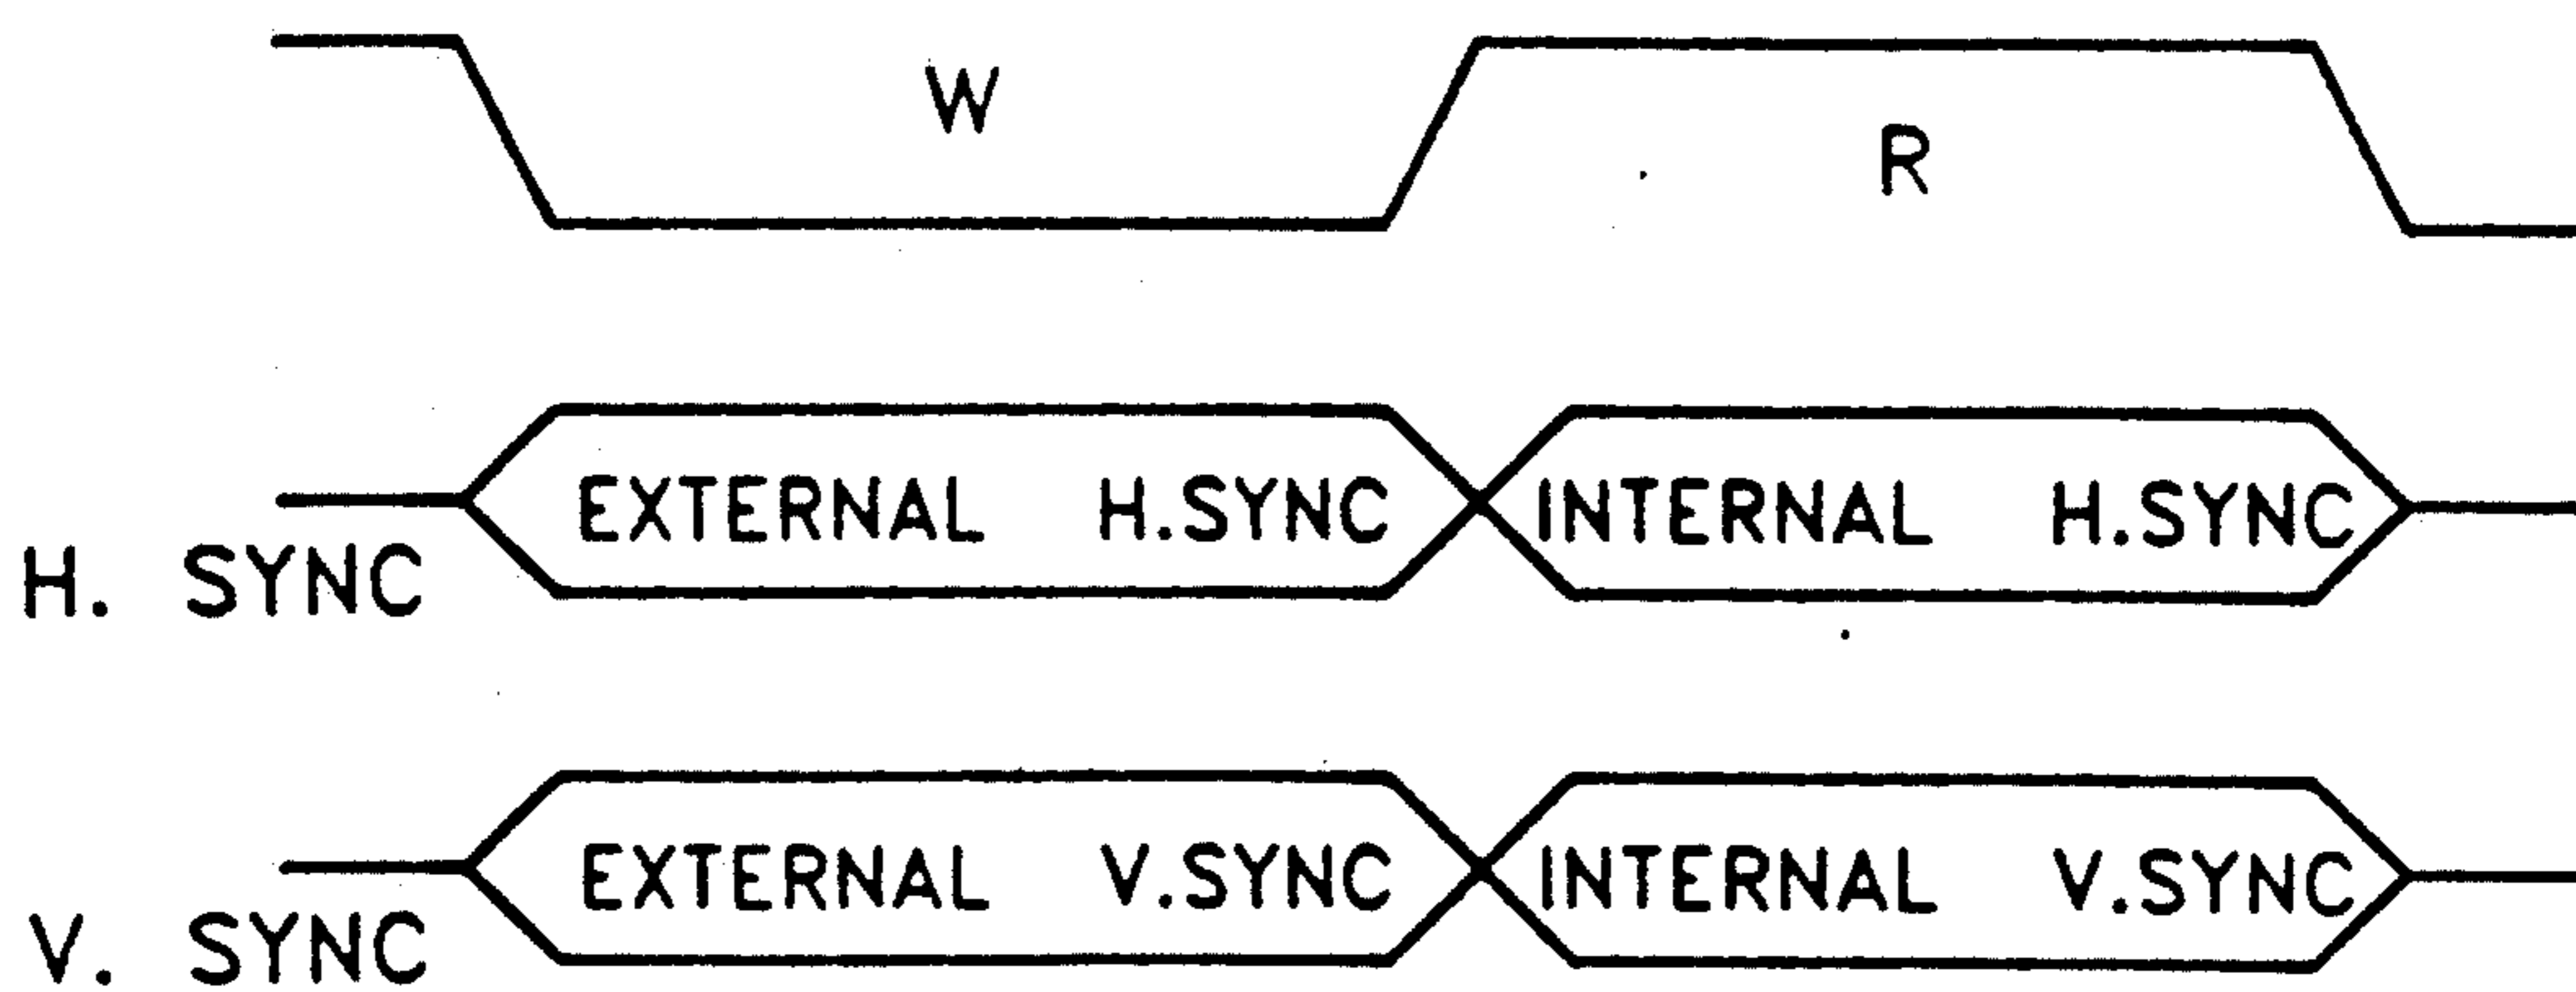 W
R
EXTERNAL H.SYNC INTERNAL H.SYNC
H. SYNC
EXTERNAL V.SYNC INTERNAL V.SYNC
V. SYNC